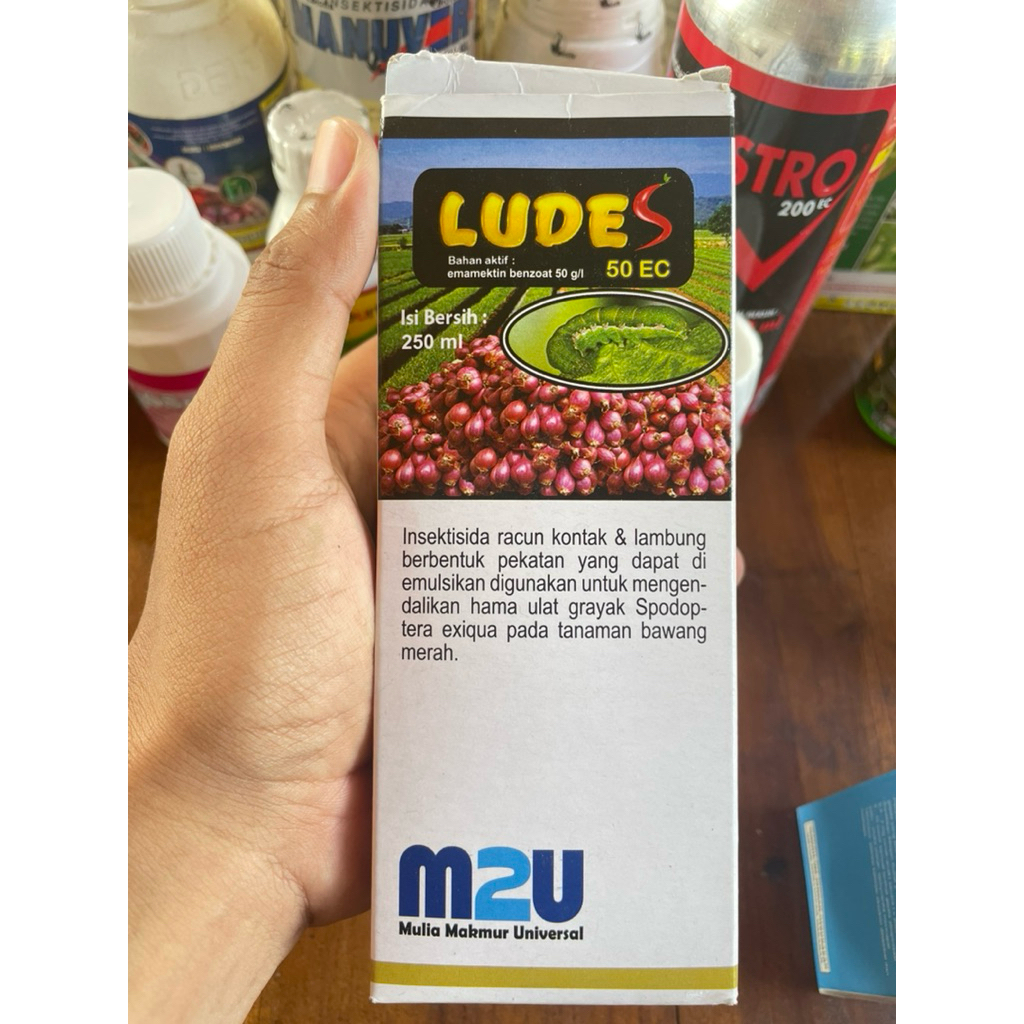 INSEKTISIDA
MANUVER
STRO
200 EC
LUDES
Bahan aktif :
emamektin benzoat 50 g/l
50 EC
Isi Bersih :
250 ml
Insektisida racun kontak & lambung
berbentuk pekatan yang dapat di
emulsikan digunakan untuk mengen-
dalikan hama ulat grayak Spodop-
tera exiqua pada tanaman bawang
merah.
m2U
Mulia Makmur Universal